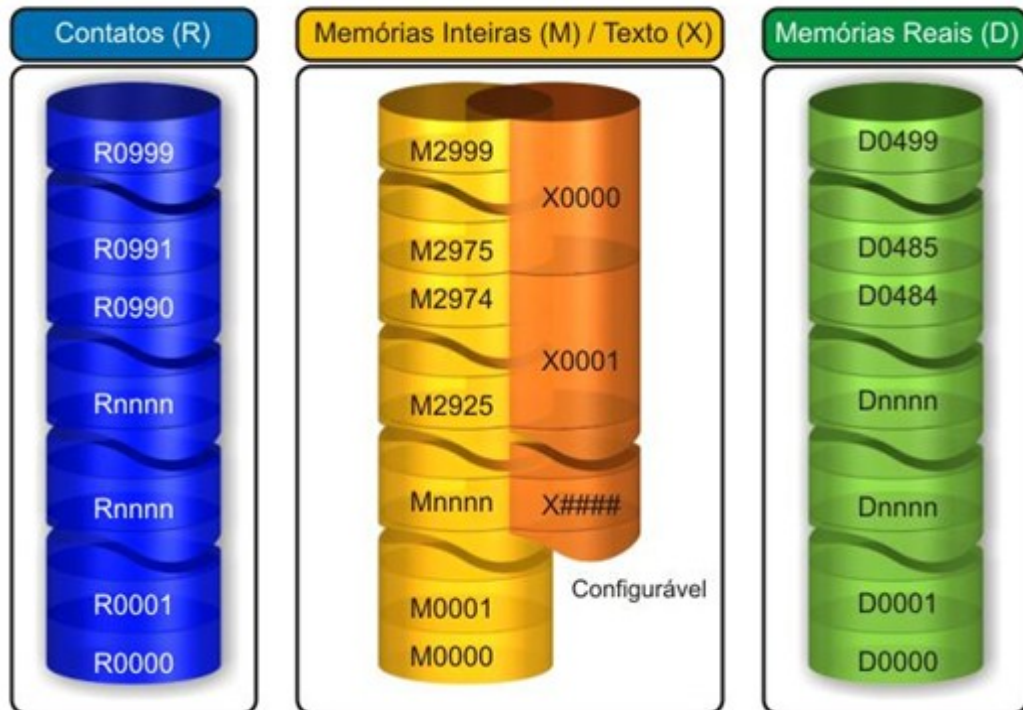 Contatos (R)
R0999
R0991
R0990
Rnnnn
Rnnnn
R0001
R0000
Memórias Inteiras (M) / Texto (X)
M2999
X0000
M2975
M2974
X0001
M2925
Mnnnn
X####
Configurável
M0001
M0000
Memórias Reais (D)
D0499
D0485
D0484
Dnnnn
Dnnnn
D0001
D0000